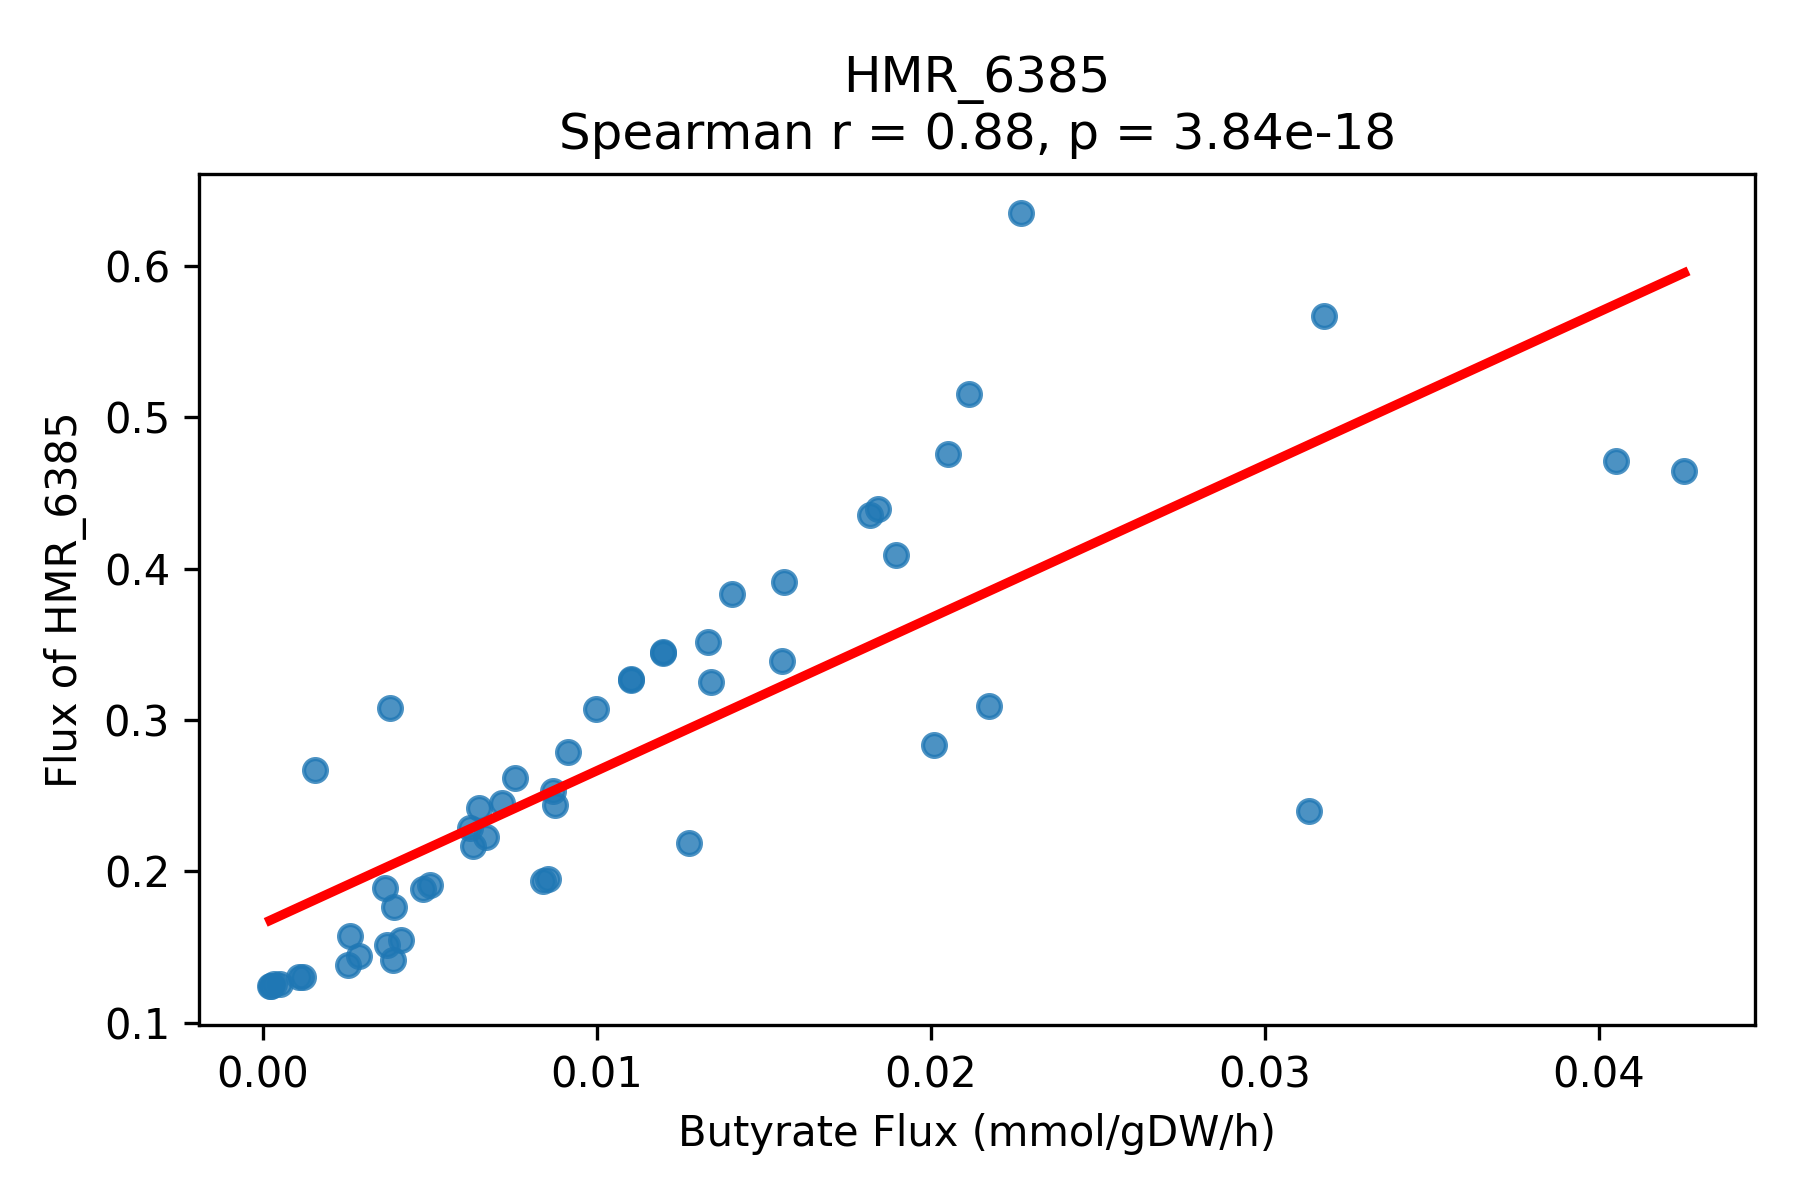 HMR_6385
Spearman r = 0.88, p = 3.84e-18
Flux of HMR_6385
0.6
0.5
0.4
0.3
0.2
0.1
0.00 0.01 0.02 0.03 0.04
Butyrate Flux (mmol/gDW/h)